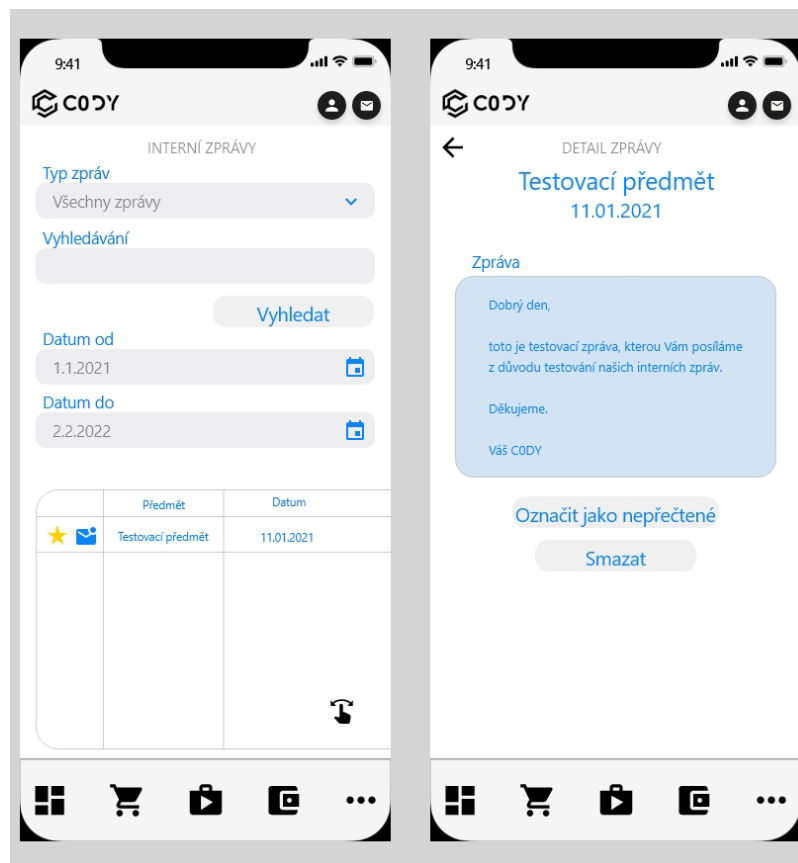 9:41
C0DY
INTERNÍ ZPRÁVY
Typ zpráv
Všechny zprávy
Vyhledávání
Vyhledat
Datum od
1.1.2021
Datum do
2.2.2022
Předmět Datum
Testovací předmět 11.01.2021
9:41
C0DY
DETAIL ZPRÁVY
Testovací předmět
11.01.2021
Zpráva
Dobrý den,
toto je testovací zpráva, kterou Vám posíláme
z důvodu testování našich interních zpráv.
Děkujeme.
Váš C0DY
Označit jako nepřečtené
Smazat